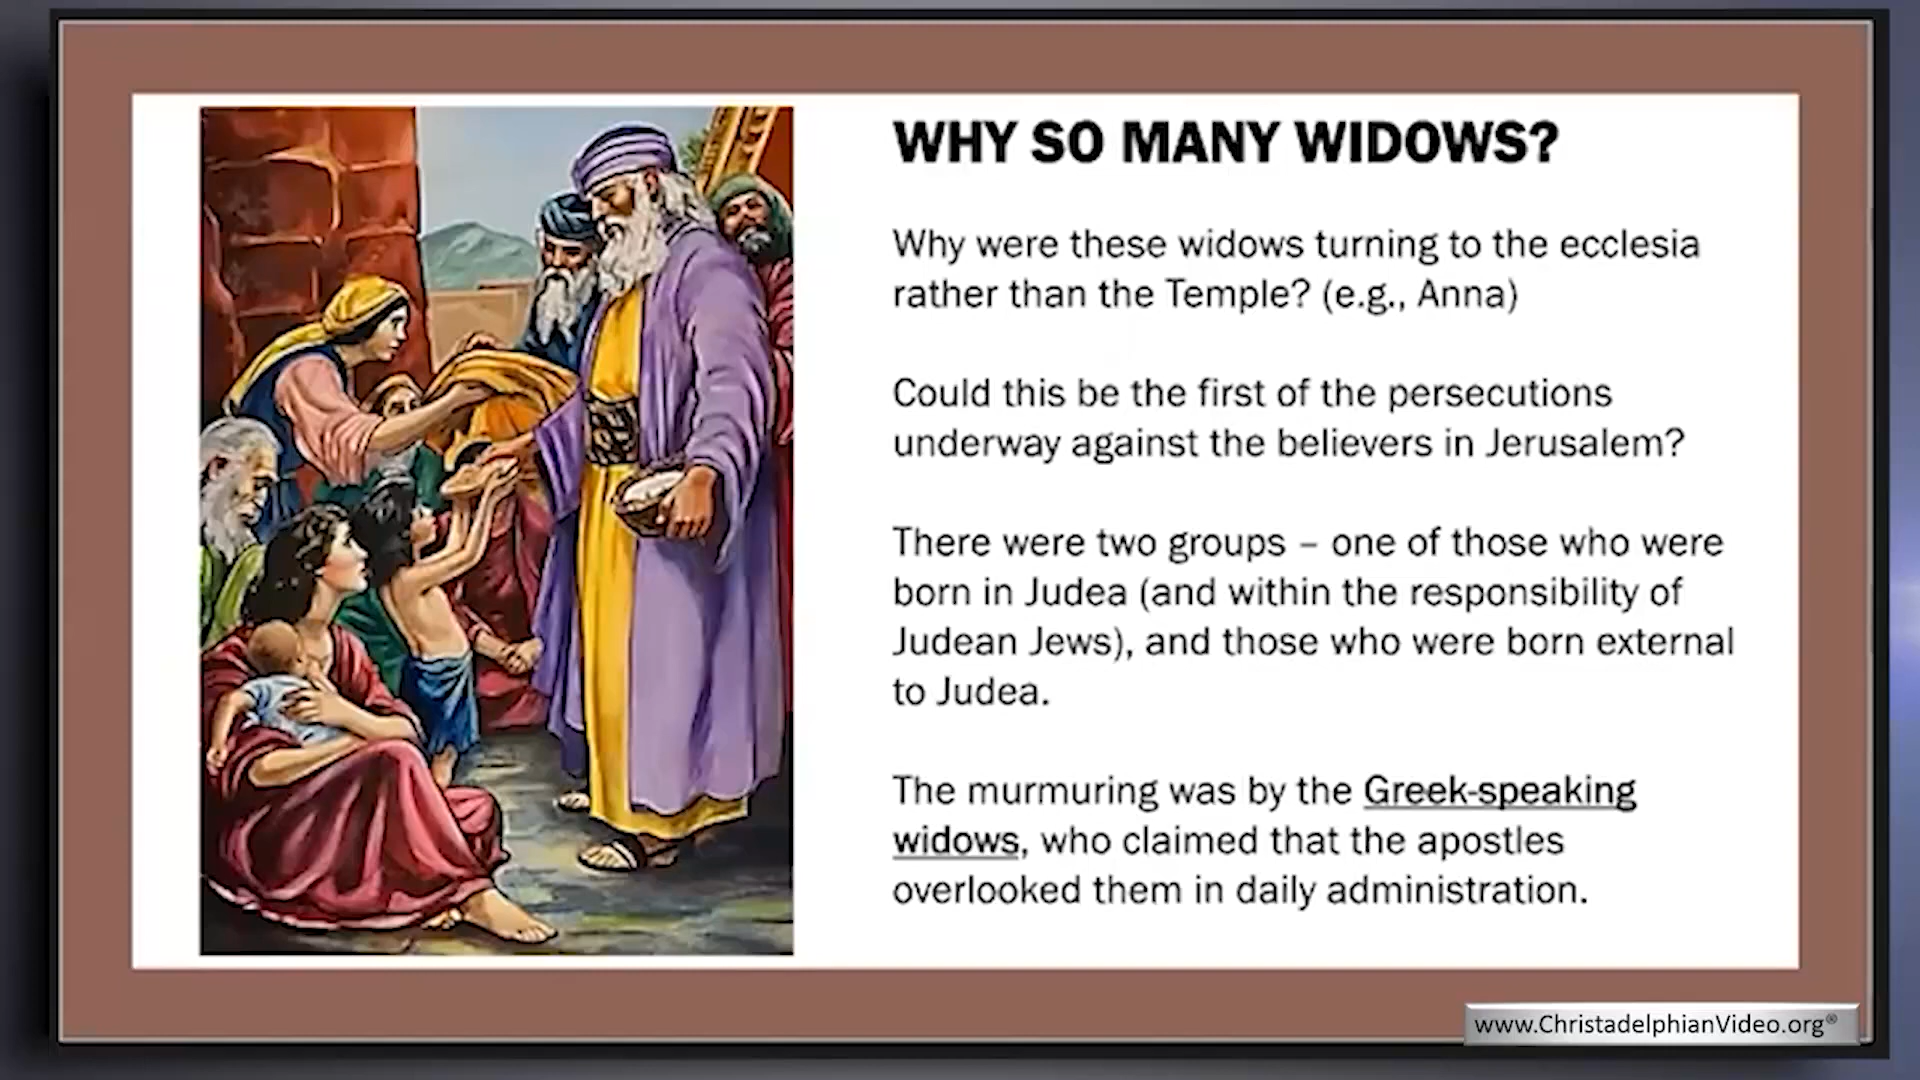 WHY SO MANY WIDOWS?
Why were these widows turning to the ecclesia
rather than the Temple? (e.g., Anna)
Could this be the first of the persecutions
underway against the believers in Jerusalem?
There were two groups – one of those who were
born in Judea (and within the responsibility of
Judean Jews), and those who were born external
to Judea.
The murmuring was by the Greek-speaking
widows, who claimed that the apostles
overlooked them in daily administration.
www.ChristadelphianVideo.org®